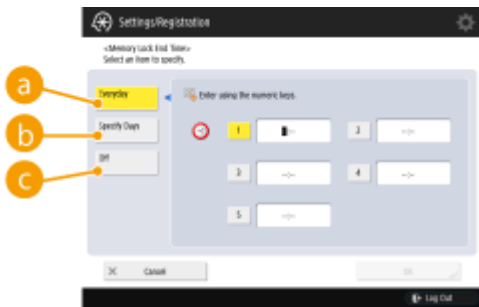 Settings/Registration
<Memory Lock End Time>
Select an item to specify.
a
Everyday
Enter using the numeric keys.
b
Specify Days
1
--:--
2
--:--
c
Off
3
--:--
4
--:--
5
--:--
Cancel
OK
Log Out